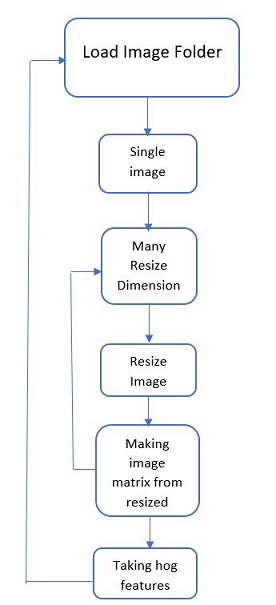 Load Image Folder
Single
image
Many
Resize
Dimension
Resize
Image
Making
image
matrix from
resized
Taking hog
features